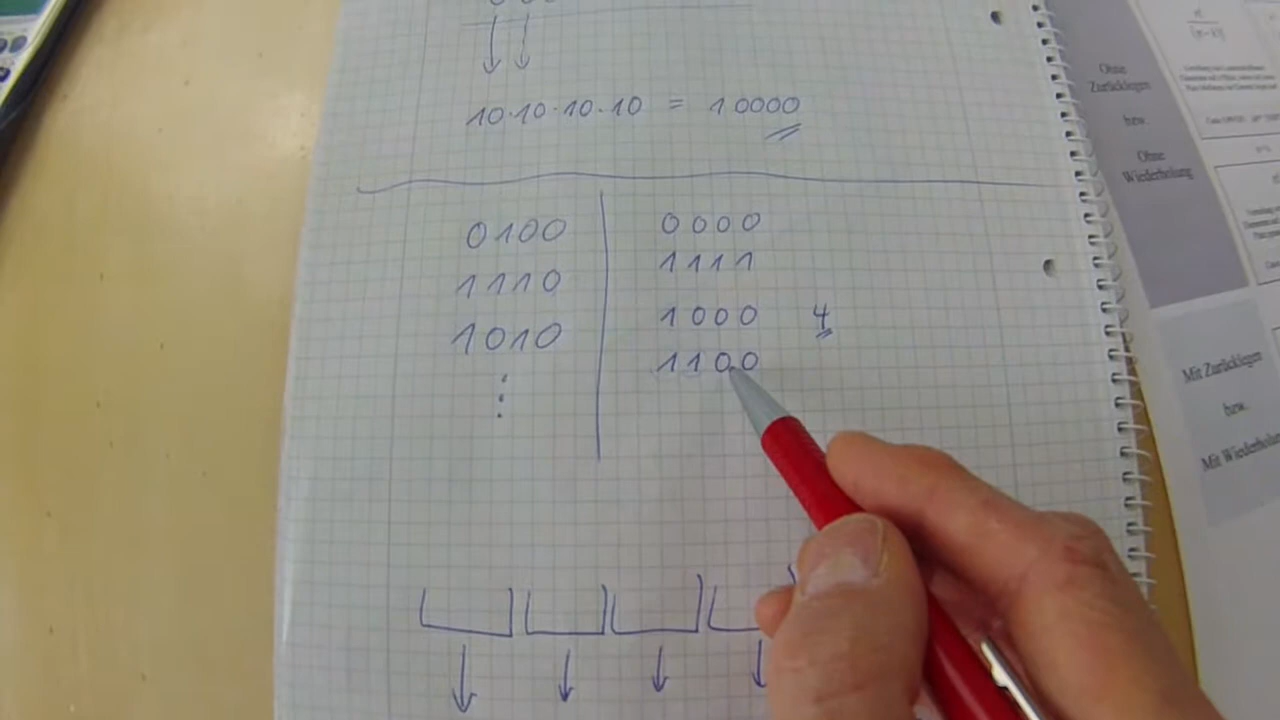 10·10·10·10 = 10000
0100
1110
1010
0000
1111
1000 4
1100
Ohne
Zurücklegen
bzw.
Ohne
Wiederholung
Mit Zurücklegen
bzw.
Mit Wiederholung